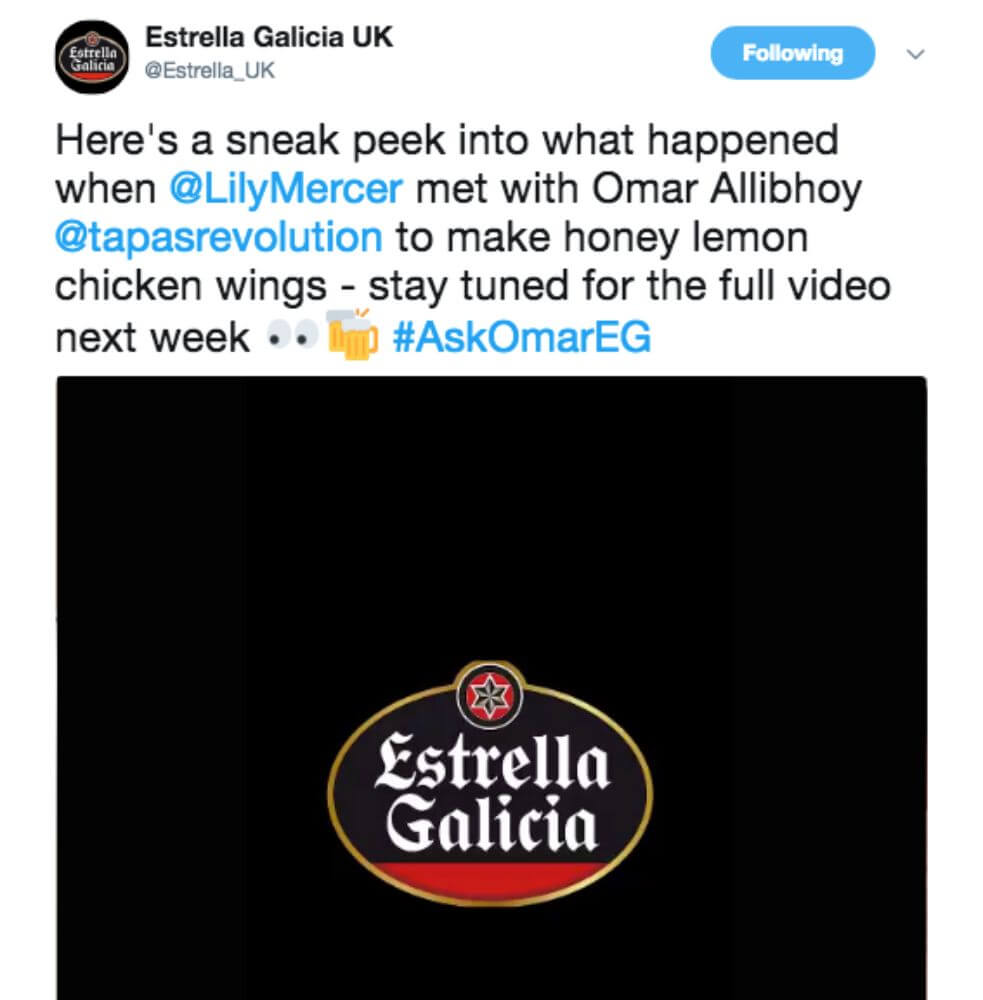 Estrella
Galicia
Estrella Galicia UK
@Estrella_UK
Following
Here's a sneak peek into what happened
when @LilyMercer met with Omar Allibhoy
@tapasrevolution to make honey lemon
chicken wings - stay tuned for the full video
next week 👀🍻 #AskOmarEG
Estrella
Galicia